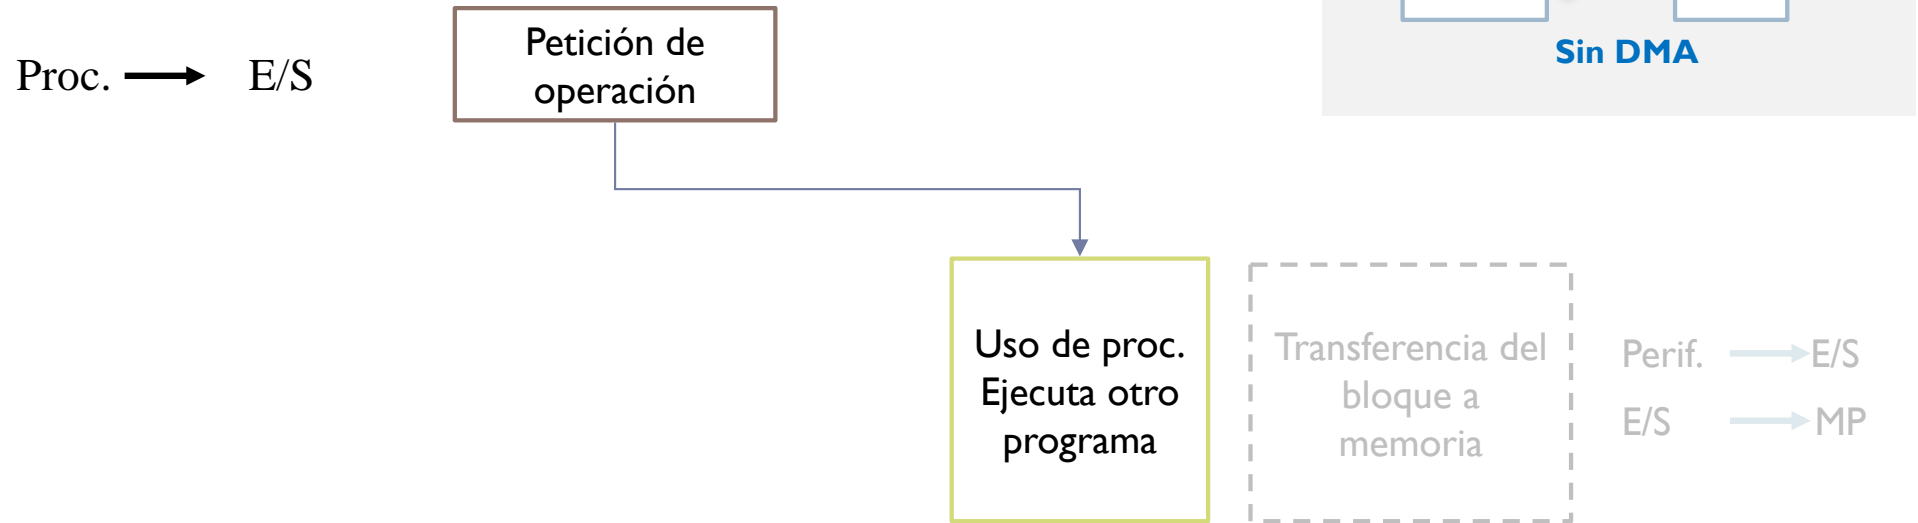 Sin DMA
Proc. E/S
Petición de
operación
Uso de proc.
Ejecuta otro
programa
Transferencia del
bloque a
memoria
Perif. E/S
E/S MP